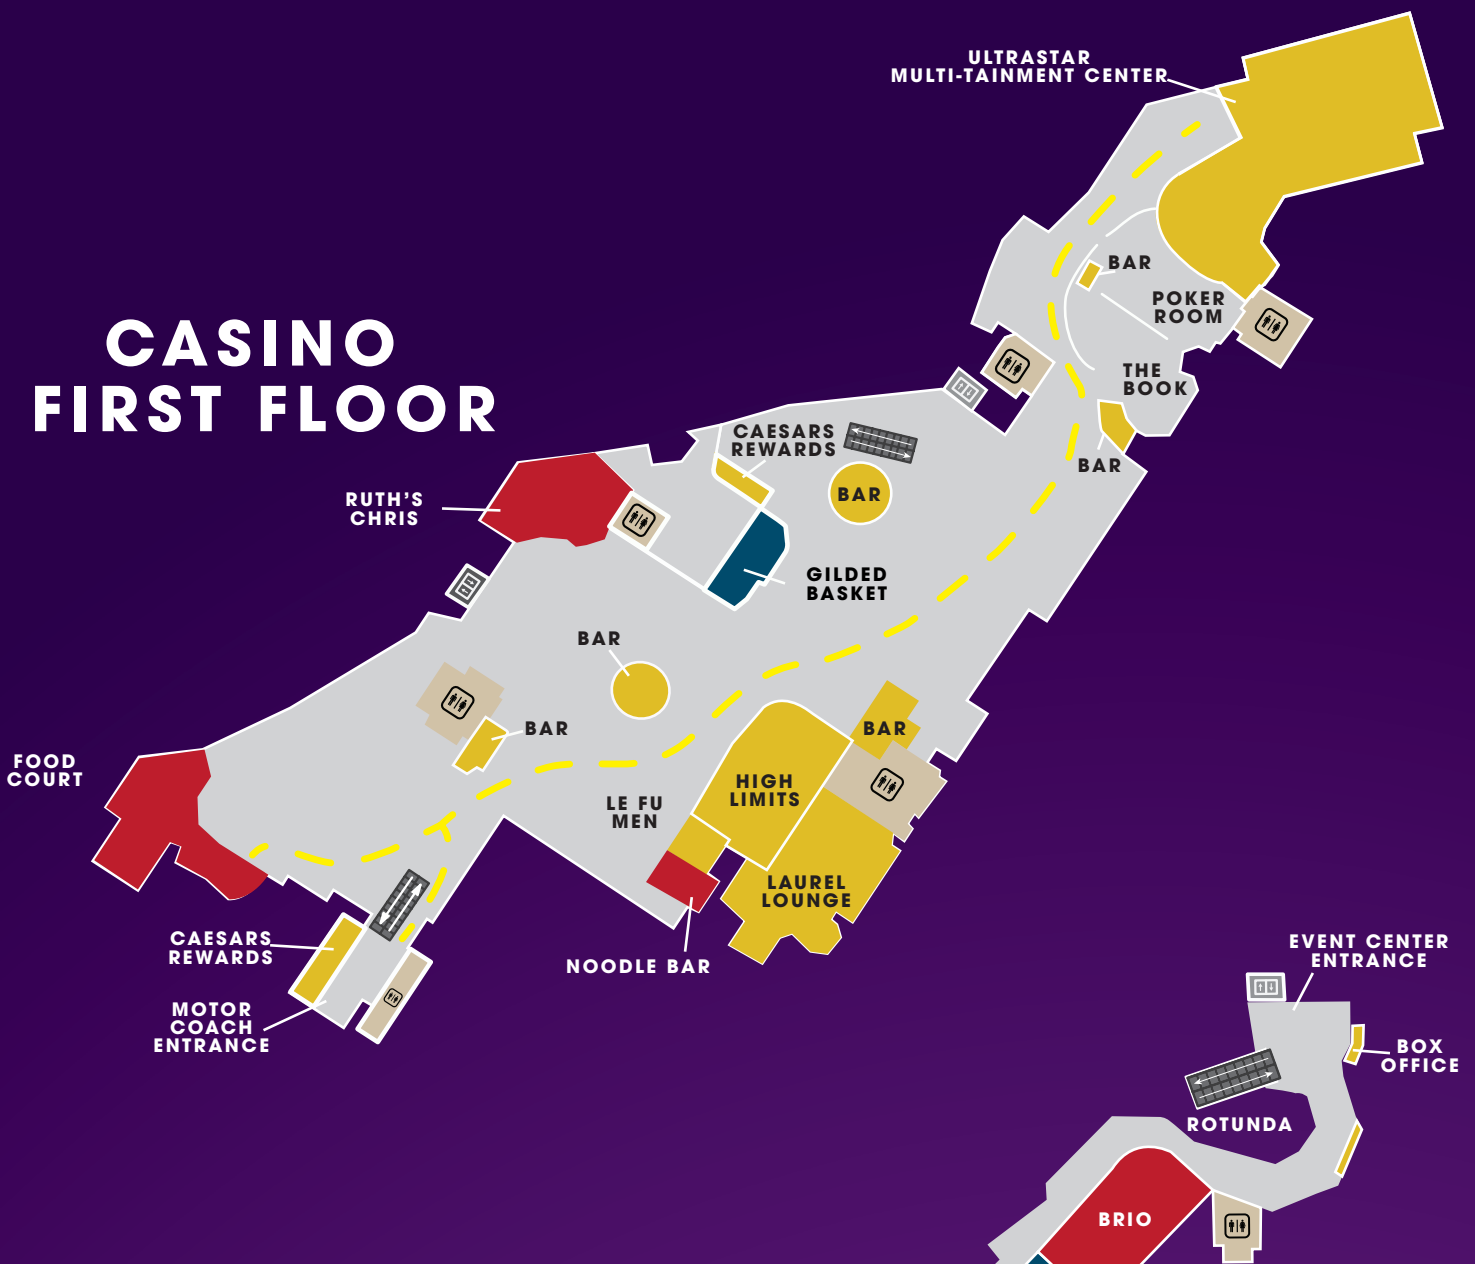 ULTRASTAR
MULTI-TAINMENT CENTER
BAR
POKER
ROOM
CASINO
FIRST FLOOR
THE
BOOK
CAESARS
REWARDS
BAR
BAR
RUTH'S
CHRIS
GILDED
BASKET
BAR
BAR
BAR
FOOD
COURT
HIGH
LIMITS
LE FU
MEN
LAUREL
LOUNGE
CAESARS
REWARDS
NOODLE BAR
MOTOR
COACH
ENTRANCE
EVENT CENTER
ENTRANCE
BOX
OFFICE
ROTUNDA
BRIO